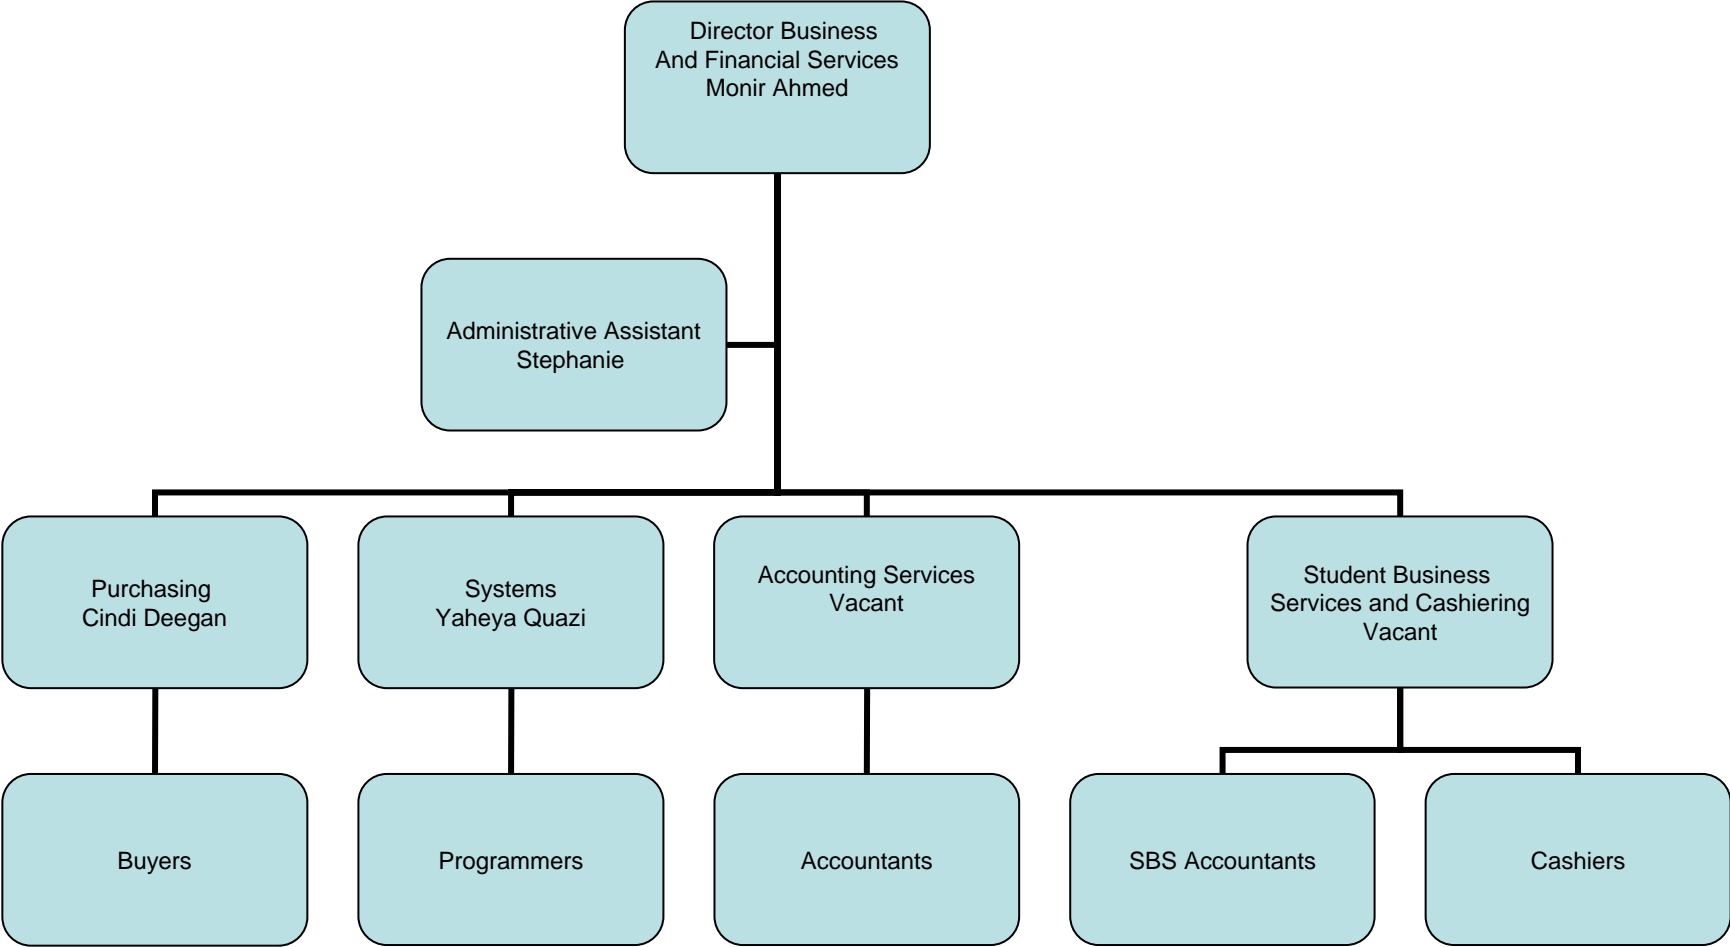 Director Business
And Financial Services
Monir Ahmed
Administrative Assistant
Stephanie
Purchasing
Cindi Deegan
Systems
Yaheya Quazi
Accounting Services
Vacant
Student Business
Services and Cashiering
Vacant
Buyers
Programmers
Accountants
SBS Accountants
Cashiers